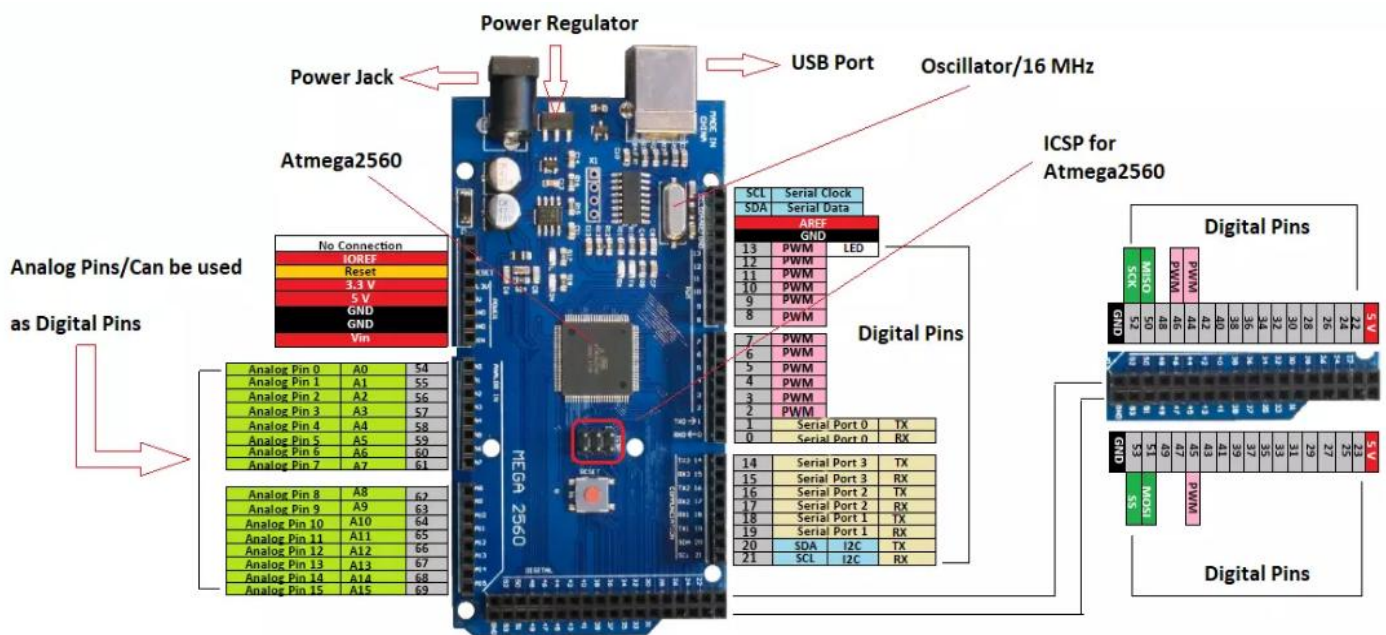 Power Regulator
Power Jack
USB Port
Oscillator/16 MHz
Atmega2560
ICSP for
Atmega2560
MADE IN
CHINA
SCL Serial Clock
SDA Serial Data
AREF
GND
13 PWM LED
12 PWM
11 PWM
10 PWM
9 PWM
8 PWM
7 PWM
6 PWM
5 PWM
4 PWM
3 PWM
2 PWM
1 Serial Port 0 TX
0 Serial Port 0 RX
14 Serial Port 3 TX
15 Serial Port 3 RX
16 Serial Port 2 TX
17 Serial Port 2 RX
18 Serial Port 1 TX
19 Serial Port 1 RX
20 SDA I2C TX
21 SCL I2C RX
Digital Pins
No Connection
IOREF
Reset
3.3 V
5 V
GND
GND
Vin
Analog Pins/Can be used
as Digital Pins
Analog Pin 0 A0 54
Analog Pin 1 A1 55
Analog Pin 2 A2 56
Analog Pin 3 A3 57
Analog Pin 4 A4 58
Analog Pin 5 A5 59
Analog Pin 6 A6 60
Analog Pin 7 A7 61
Analog Pin 8 A8 62
Analog Pin 9 A9 63
Analog Pin 10 A10 64
Analog Pin 11 A11 65
Analog Pin 12 A12 66
Analog Pin 13 A13 67
Analog Pin 14 A14 68
Analog Pin 15 A15 69
X1
RESET
MEGA 2560
COMMUNICATION
DIGITAL
ANALOG IN
POWER
Digital Pins
SCK MISO PWM PWM
GND 52 50 48 46 44 42 40 38 36 34 32 30 28 26 24 22 5 V
GND 53 51 49 47 45 43 41 39 37 35 33 31 29 27 25 23 5 V
SS MOSI PWM
Digital Pins